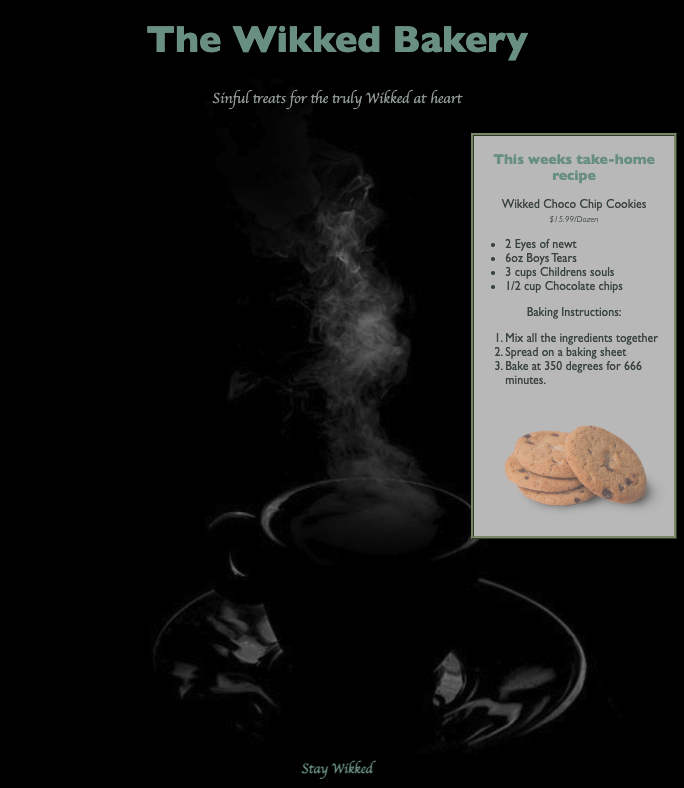 The Wikked Bakery
Sinful treats for the truly Wikked at heart
This weeks take-home
recipe
Wikked Choco Chip Cookies
$15.99/Dozen
• 2 Eyes of newt
• 6oz Boys Tears
• 3 cups Childrens souls
• 1/2 cup Chocolate chips
Baking Instructions:
1. Mix all the ingredients together
2. Spread on a baking sheet
3. Bake at 350 degrees for 666
minutes.
Stay Wikked